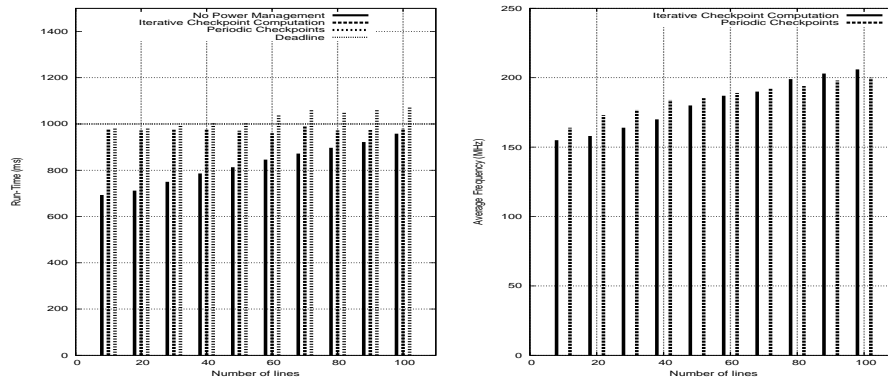 No Power Management
Iterative Checkpoint Computation
Periodic Checkpoints
Deadline
1400
1200
1000
800
600
400
200
0
0 20 40 60 80 100
Run-Time (ms)
Number of lines
Iterative Checkpoint Computation
Periodic Checkpoints
250
200
150
100
50
0
0 20 40 60 80 100
Average Frequency (MHz)
Number of lines